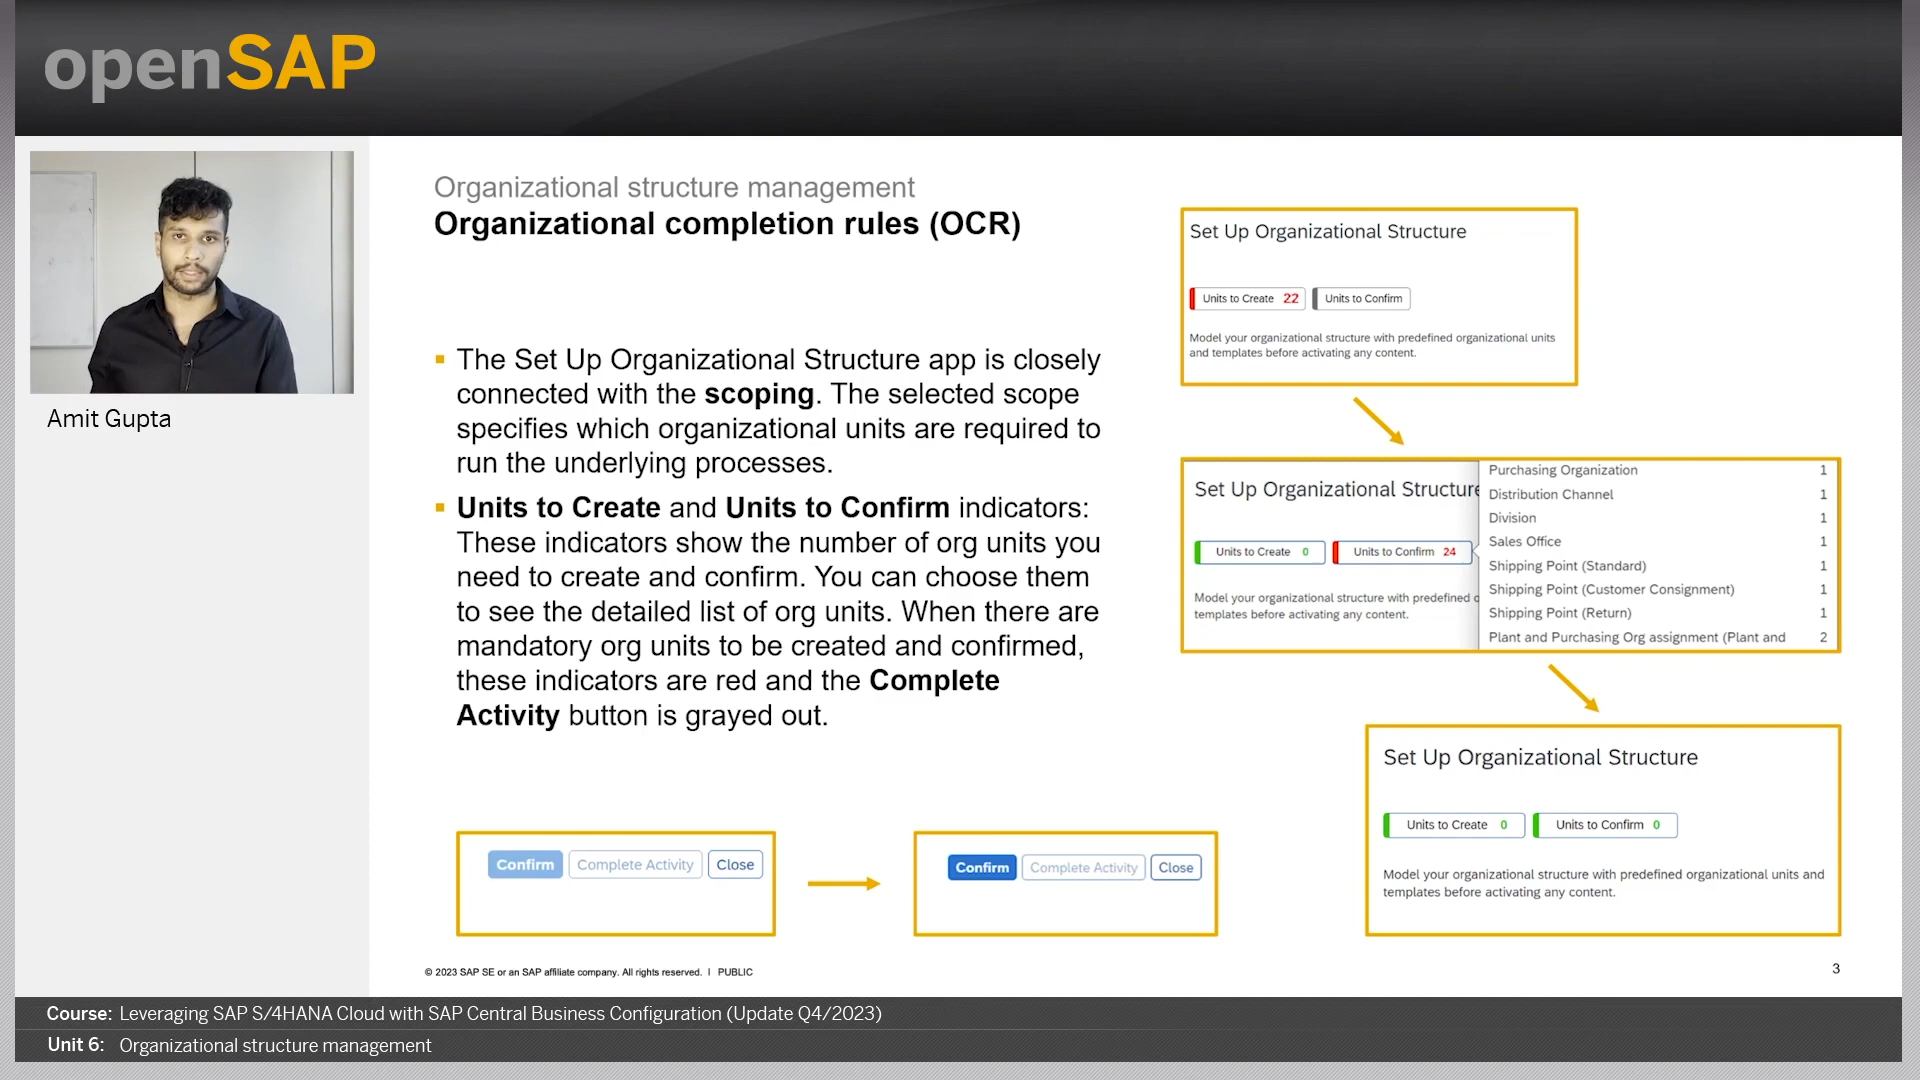 openSAP
Amit Gupta
Organizational structure management
Organizational completion rules (OCR)
The Set Up Organizational Structure app is closely
connected with the scoping. The selected scope
specifies which organizational units are required to
run the underlying processes.
Units to Create and Units to Confirm indicators:
These indicators show the number of org units you
need to create and confirm. You can choose them
to see the detailed list of org units. When there are
mandatory org units to be created and confirmed,
these indicators are red and the Complete
Activity button is grayed out.
Set Up Organizational Structure
Units to Create 22 Units to Confirm
Model your organizational structure with predefined organizational units
and templates before activating any content.
Set Up Organizational Structure
Units to Create 0 Units to Confirm 24
Model your organizational structure with predefined o
templates before activating any content.
Purchasing Organization 1
Distribution Channel 1
Division 1
Sales Office 1
Shipping Point (Standard) 1
Shipping Point (Customer Consignment) 1
Shipping Point (Return) 1
Plant and Purchasing Org assignment (Plant and 2
Set Up Organizational Structure
Units to Create 0 Units to Confirm 0
Model your organizational structure with predefined organizational units and
templates before activating any content.
Confirm Complete Activity Close
Confirm Complete Activity Close
© 2023 SAP SE or an SAP affiliate company. All rights reserved. | PUBLIC
3
Course: Leveraging SAP S/4HANA Cloud with SAP Central Business Configuration (Update Q4/2023)
Unit 6: Organizational structure management